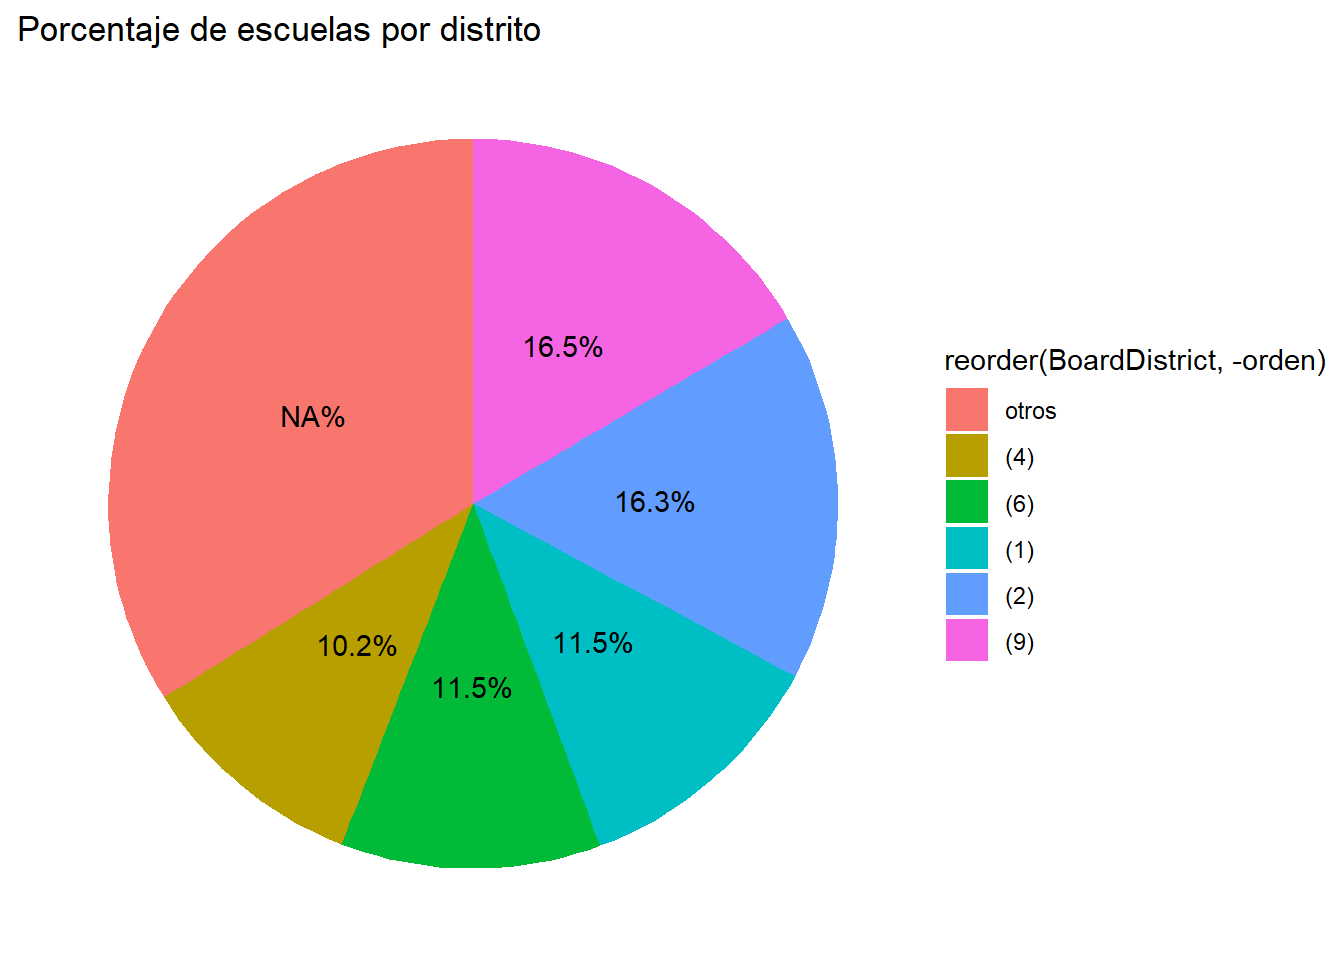 Porcentaje de escuelas por distrito
16.5%
NA%
16.3%
10.2%
11.5%
11.5%
reorder(BoardDistrict, -orden)
otros
(4)
(6)
(1)
(2)
(9)